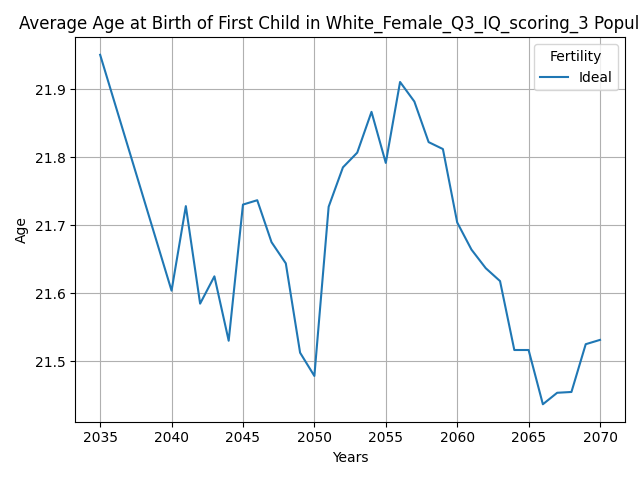 Average Age at Birth of First Child in White_Female_Q3_IQ_scoring_3 Popul
Fertility
Ideal
21.9
21.8
21.7
21.6
21.5
Age
2035 2040 2045 2050 2055 2060 2065 2070
Years